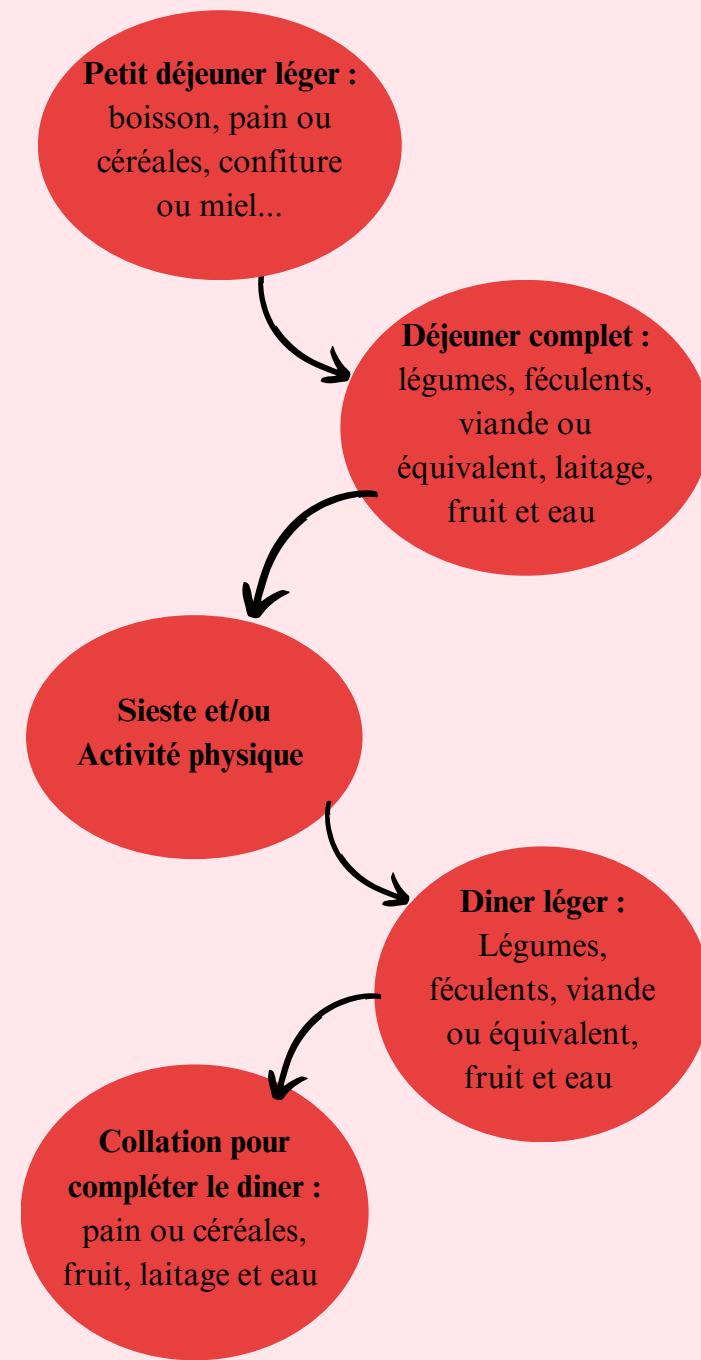 Petit déjeuner léger :
boisson, pain ou
céréales, confiture
ou miel...
Déjeuner complet :
légumes, féculents,
viande ou
équivalent, laitage,
fruit et eau
Sieste et/ou
Activité physique
Diner léger :
Légumes,
féculents, viande
ou équivalent,
fruit et eau
Collation pour
compléter le diner :
pain ou céréales,
fruit, laitage et eau